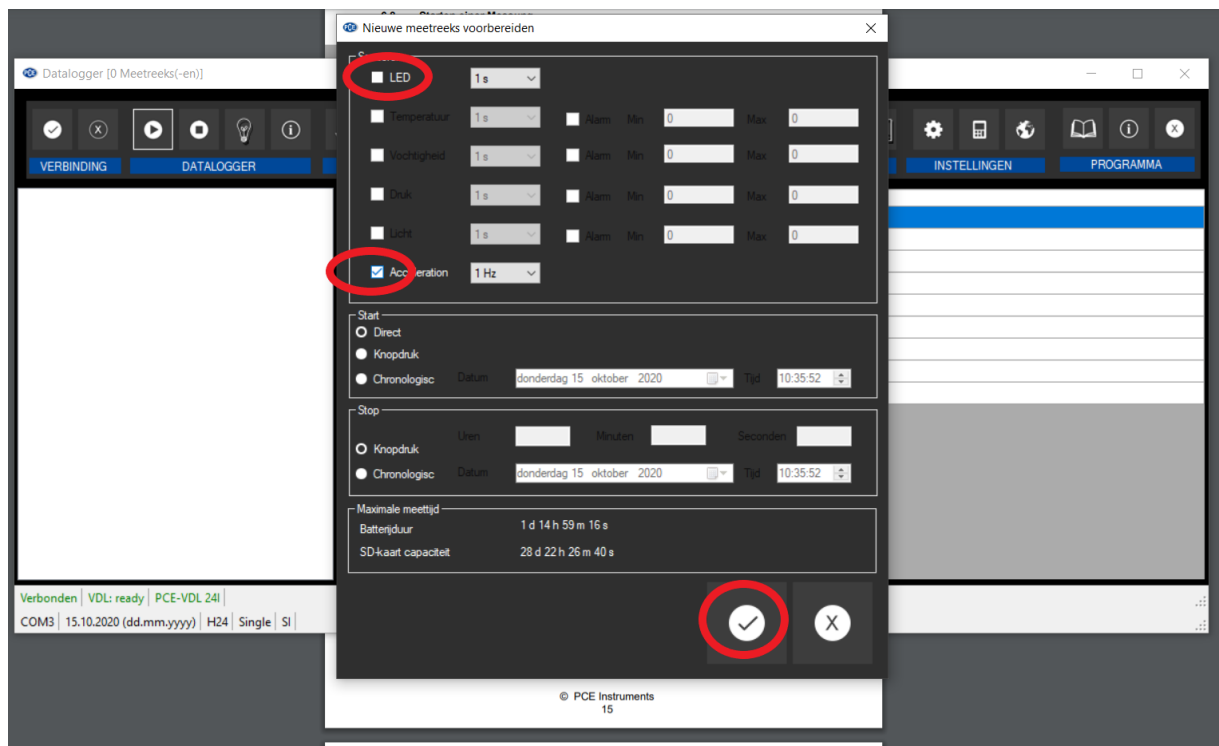 Nieuwe meetreeks voorbereiden
LED 1 s
Temperatuur 1 s Alarm Min 0 Max 0
Vochtigheid 1 s Alarm Min 0 Max 0
Druk 1 s Alarm Min 0 Max 0
Licht 1 s Alarm Min 0 Max 0
1 Hz
Start
Direct
Knopdruk
Chronologisc Datum donderdag 15 oktober 2020 Tijd 10:35:52
Stop
Uren Minuten Seconden
Knopdruk
Chronologisc Datum donderdag 15 oktober 2020 Tijd 10:35:52
Maximale meettijd
Batterijduur 1 d 14 h 59 m 16 s
SD-kaart capaciteit 28 d 22 h 26 m 40 s
X
Datalogger [0 Meetreeks(-en)]
VERBINDING DATALOGGER INSTELLINGEN PROGRAMMA
Verbonden VDL: ready PCE-VDL 24I
COM3 15.10.2020 (dd.mm.yyyy) H24 Single SI
© PCE Instruments
15